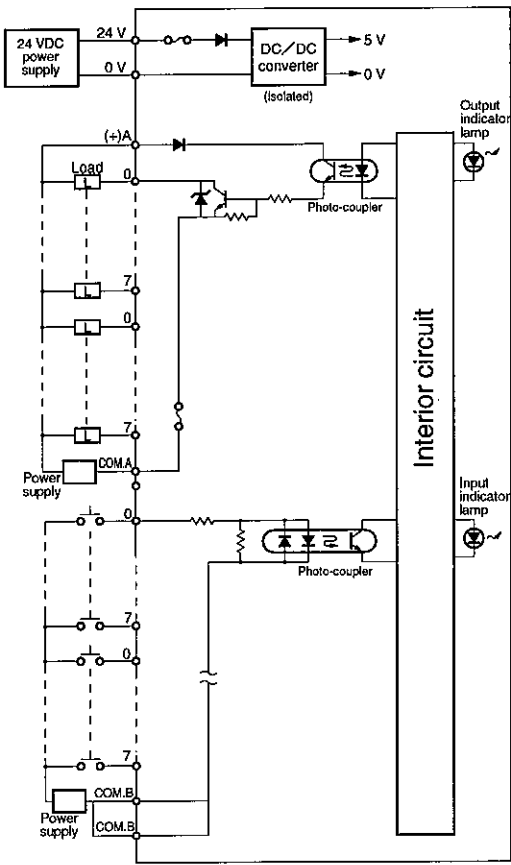 24 VDC
power
supply
24 V
0 V
DC/DC
converter
(isolated)
5 V
0 V
(+)A
Load
L
0
Photo-coupler
Output
indicator
lamp
L
7
L
0
L
7
COM.A
Power
supply
Interior circuit
0
Photo-coupler
Input
indicator
lamp
7
0
7
COM.B
Power
supply
COM.B